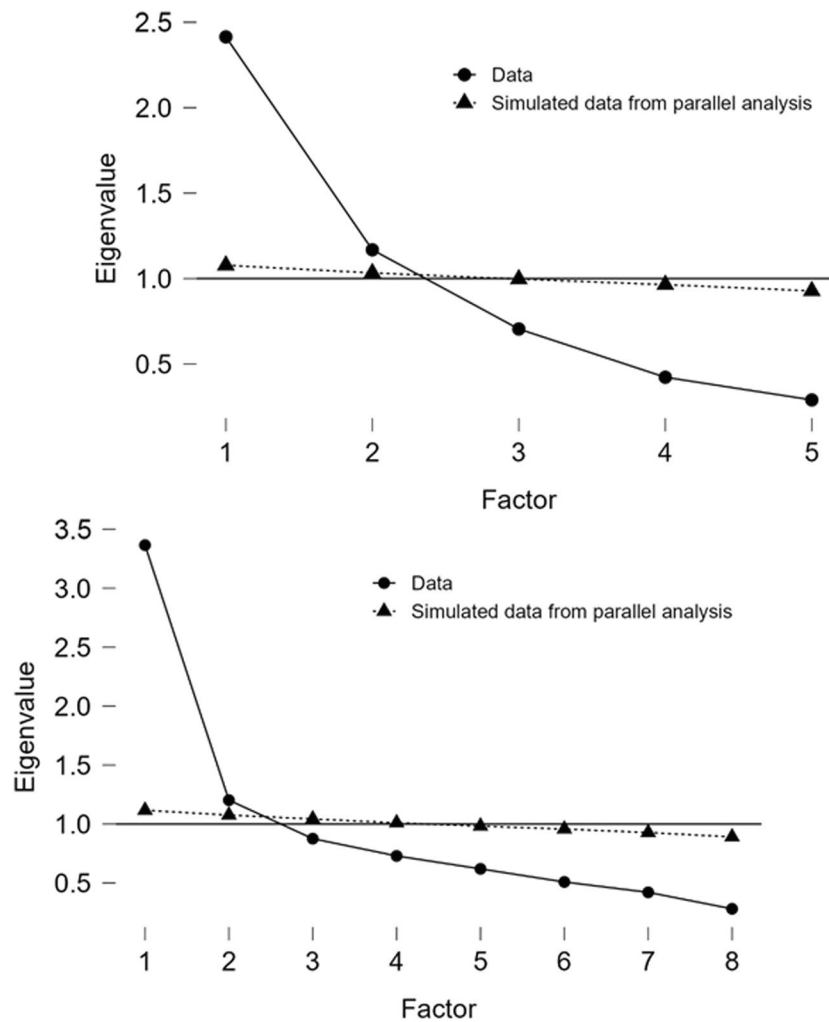 2.5
Data
Simulated data from parallel analysis
2.0
1.5
1.0
0.5
Eigenvalue
1 2 3 4 5
Factor
3.5
Data
3.0
Simulated data from parallel analysis
2.5
2.0
1.5
1.0
0.5
Eigenvalue
1 2 3 4 5 6 7 8
Factor